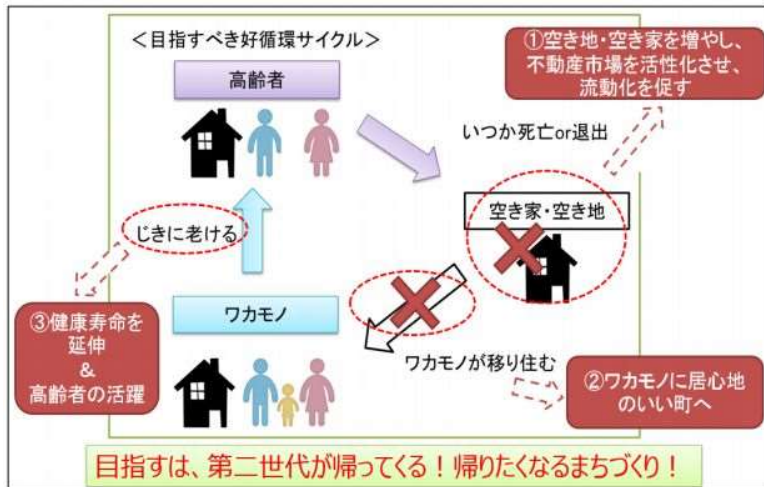 ＜目指すべき好循環サイクル＞
高齢者
①空き地・空き家を増やし、
不動産市場を活性化させ、
流動化を促す
いつか死亡or退出
空き家・空き地
じきに老ける
ワカモノ
③健康寿命を
延伸
＆
高齢者の活躍
ワカモノが移り住む
②ワカモノに居心地
のいい町へ
目指すは、第二世代が帰ってくる！帰りたくなるまちづくり！